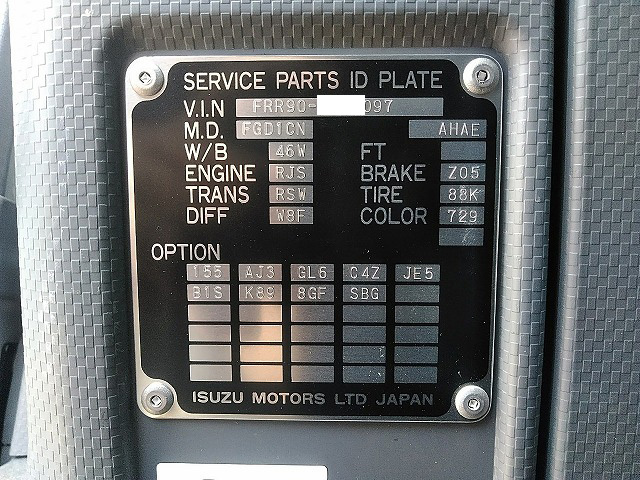 SERVICE PARTS ID PLATE
V.I.N FRR90- 097
M.D. FGD1CN AHAE
W/B 46W FT
ENGINE RJS BRAKE Z05
TRANS RSW TIRE 88K
DIFF W8F COLOR 729
OPTION
155 AJ3 GL6 C4Z JE5
B1S K89 8GF SBG
ISUZU MOTORS LTD JAPAN